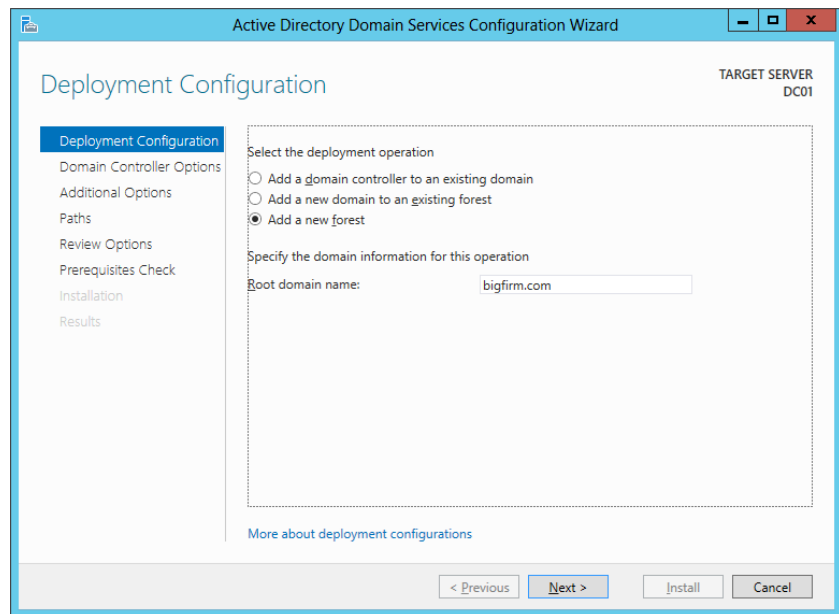 Active Directory Domain Services Configuration Wizard
Deployment Configuration
TARGET SERVER
DC01
Deployment Configuration
Domain Controller Options
Additional Options
Paths
Review Options
Prerequisites Check
Installation
Results
Select the deployment operation
Add a domain controller to an existing domain
Add a new domain to an existing forest
Add a new forest
Specify the domain information for this operation
Root domain name: bigfirm.com
More about deployment configurations
< Previous Next > Install Cancel